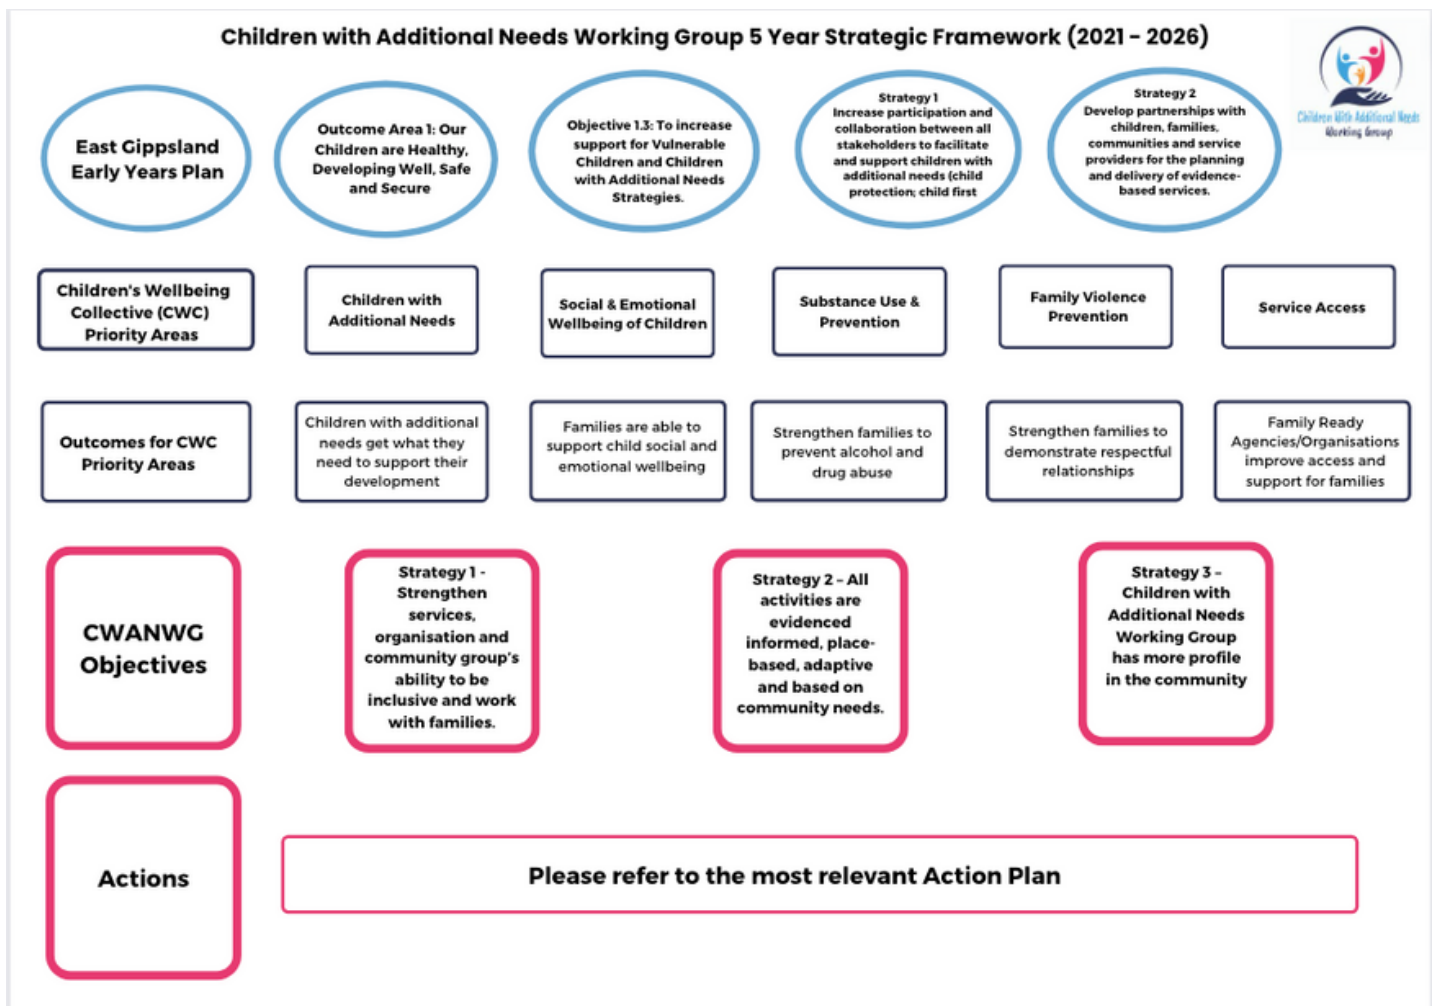 Children with Additional Needs Working Group 5 Year Strategic Framework (2021 - 2026)
Children With Additional Needs
Working Group
East Gippsland
Early Years Plan
Outcome Area 1: Our
Children are Healthy,
Developing Well, Safe
and Secure
Objective 1.3: To increase
support for Vulnerable
Children and Children
with Additional Needs
Strategies.
Strategy 1
Increase participation and
collaboration between all
stakeholders to facilitate
and support children with
additional needs (child
protection; child first
Strategy 2
Develop partnerships with
children, families,
communities and service
providers for the planning
and delivery of evidence-
based services.
Children's Wellbeing
Collective (CWC)
Priority Areas
Children with
Additional Needs
Social & Emotional
Wellbeing of Children
Substance Use &
Prevention
Family Violence
Prevention
Service Access
Outcomes for CWC
Priority Areas
Children with additional
needs get what they
need to support their
development
Families are able to
support child social and
emotional wellbeing
Strengthen families to
prevent alcohol and
drug abuse
Strengthen families to
demonstrate respectful
relationships
Family Ready
Agencies/Organisations
improve access and
support for families
CWANWG
Objectives
Strategy 1 -
Strengthen
services,
organisation and
community group's
ability to be
inclusive and work
with families.
Strategy 2 – All
activities are
evidenced
informed, place-
based, adaptive
and based on
community needs.
Strategy 3 –
Children with
Additional Needs
Working Group
has more profile
in the community
Actions
Please refer to the most relevant Action Plan